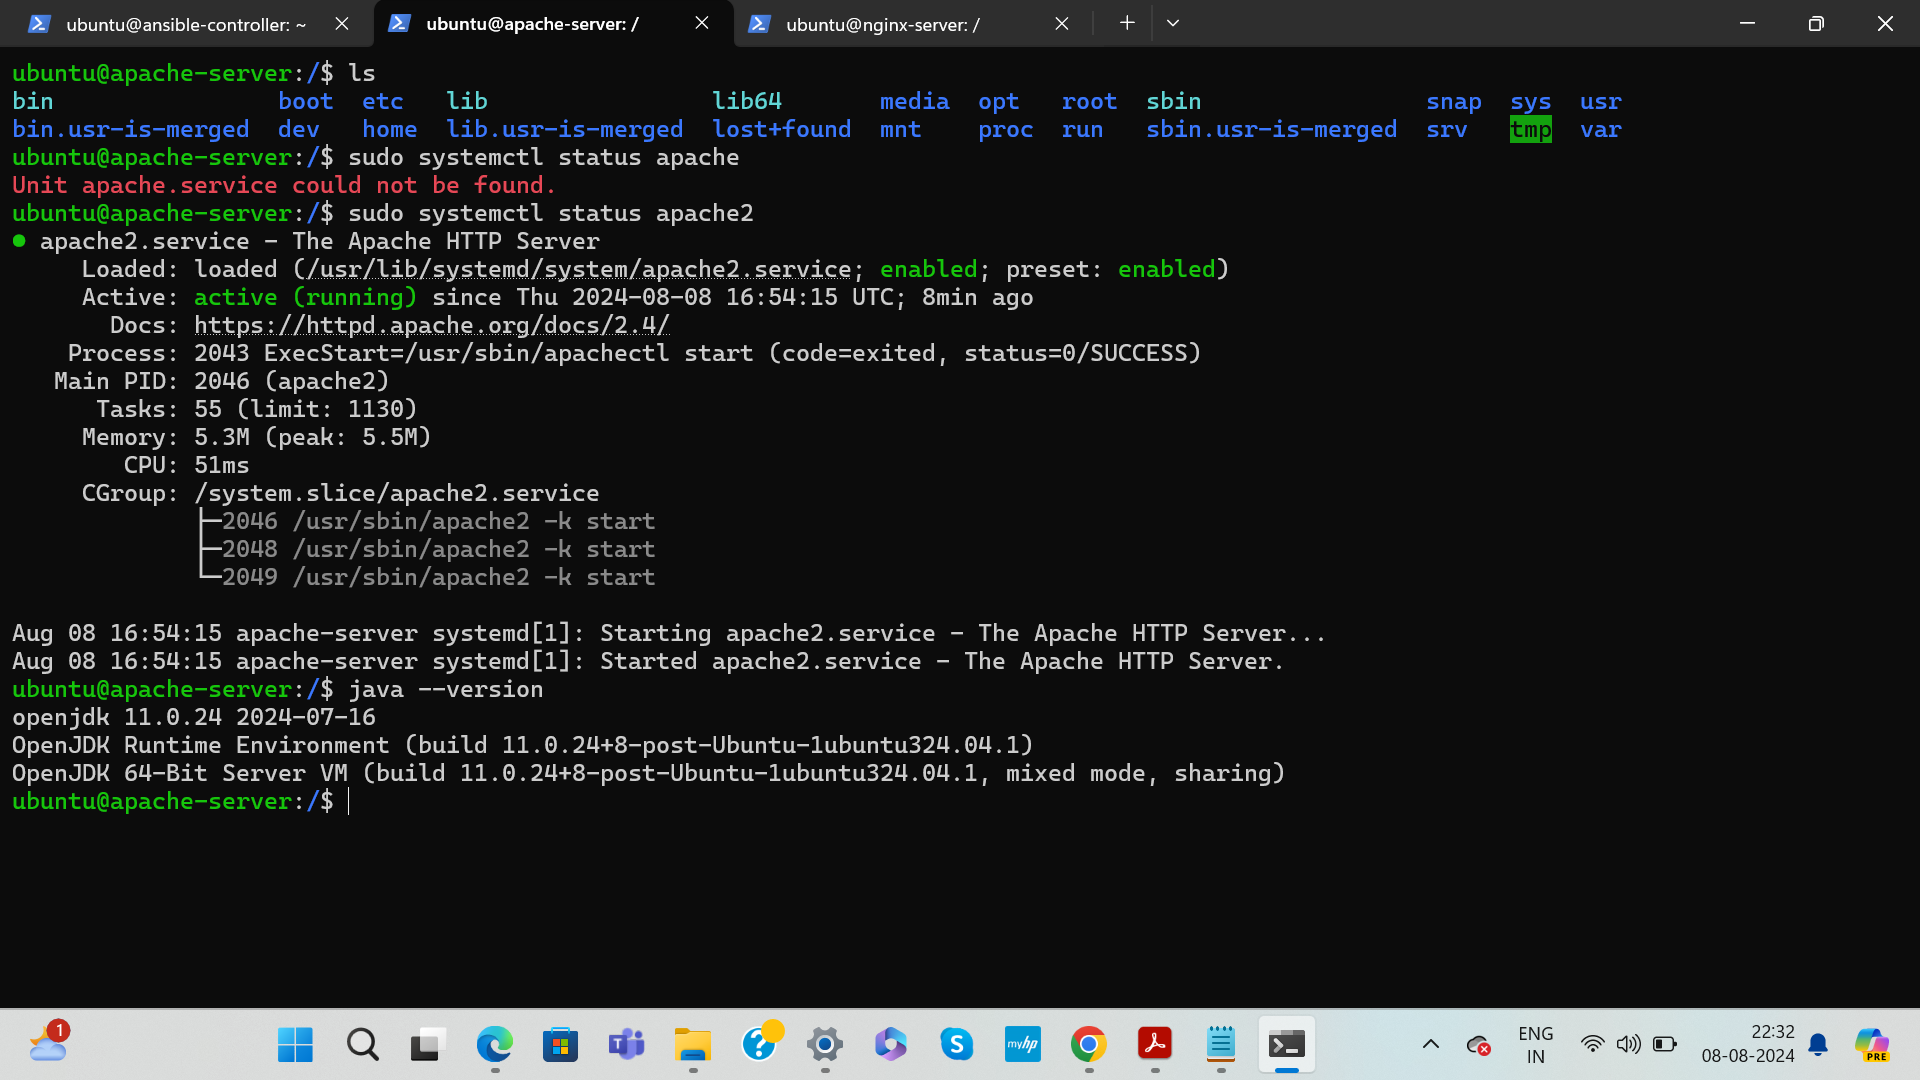 ubuntu@ansible-controller: ~
ubuntu@apache-server: /
ubuntu@nginx-server: /
ubuntu@apache-server:/$ ls
bin                boot  etc   lib                lib64       media  opt   root  sbin                snap  sys  usr
bin.usr-is-merged  dev   home  lib.usr-is-merged  lost+found  mnt    proc  run   sbin.usr-is-merged  srv   tmp  var
ubuntu@apache-server:/$ sudo systemctl status apache
Unit apache.service could not be found.
ubuntu@apache-server:/$ sudo systemctl status apache2
● apache2.service - The Apache HTTP Server
     Loaded: loaded (/usr/lib/systemd/system/apache2.service; enabled; preset: enabled)
     Active: active (running) since Thu 2024-08-08 16:54:15 UTC; 8min ago
       Docs: https://httpd.apache.org/docs/2.4/
    Process: 2043 ExecStart=/usr/sbin/apachectl start (code=exited, status=0/SUCCESS)
   Main PID: 2046 (apache2)
      Tasks: 55 (limit: 1130)
     Memory: 5.3M (peak: 5.5M)
        CPU: 51ms
     CGroup: /system.slice/apache2.service
             ├─2046 /usr/sbin/apache2 -k start
             ├─2048 /usr/sbin/apache2 -k start
             └─2049 /usr/sbin/apache2 -k start
Aug 08 16:54:15 apache-server systemd[1]: Starting apache2.service - The Apache HTTP Server...
Aug 08 16:54:15 apache-server systemd[1]: Started apache2.service - The Apache HTTP Server.
ubuntu@apache-server:/$ java --version
openjdk 11.0.24 2024-07-16
OpenJDK Runtime Environment (build 11.0.24+8-post-Ubuntu-1ubuntu324.04.1)
OpenJDK 64-Bit Server VM (build 11.0.24+8-post-Ubuntu-1ubuntu324.04.1, mixed mode, sharing)
ubuntu@apache-server:/$
1
T
?
S
myhp
ENG
IN
22:32
08-08-2024
PRE